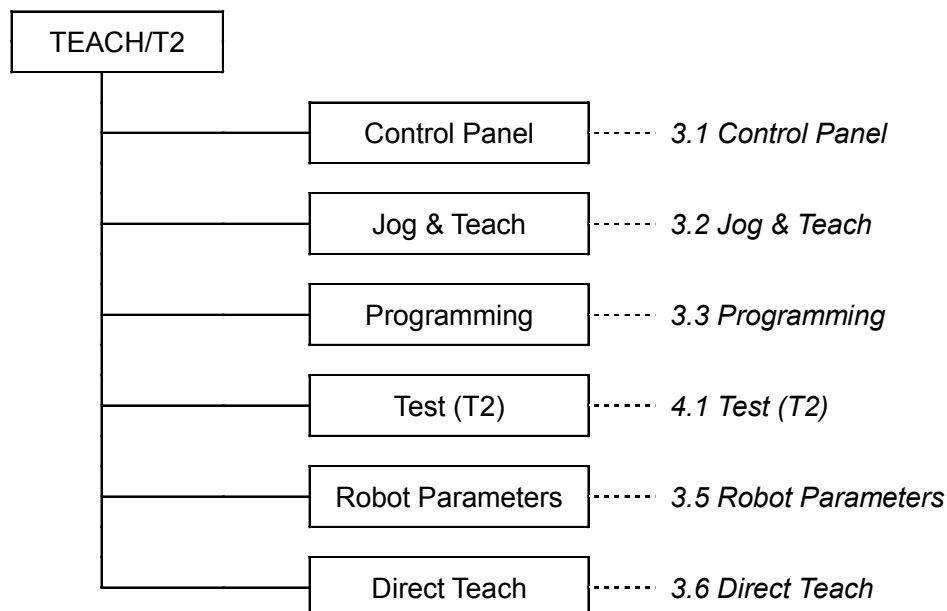 TEACH/T2
Control Panel 3.1 Control Panel
Jog & Teach 3.2 Jog & Teach
Programming 3.3 Programming
Test (T2) 4.1 Test (T2)
Robot Parameters 3.5 Robot Parameters
Direct Teach 3.6 Direct Teach